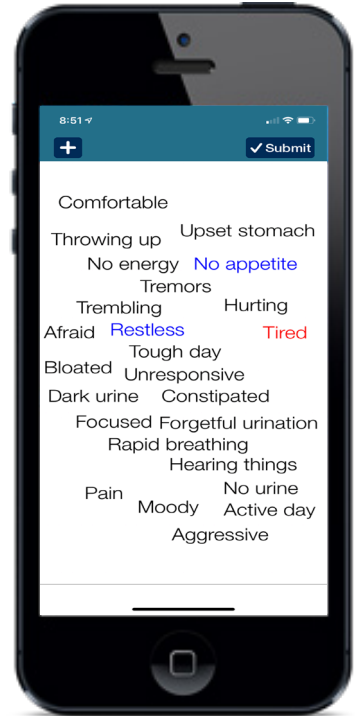 8:51
Submit
Comfortable
Throwing up Upset stomach
No energy No appetite
Tremors
Trembling Hurting
Afraid Restless Tired
Tough day
Bloated Unresponsive
Dark urine Constipated
Focused Forgetful urination
Rapid breathing
Hearing things
Pain No urine
Moody Active day
Aggressive